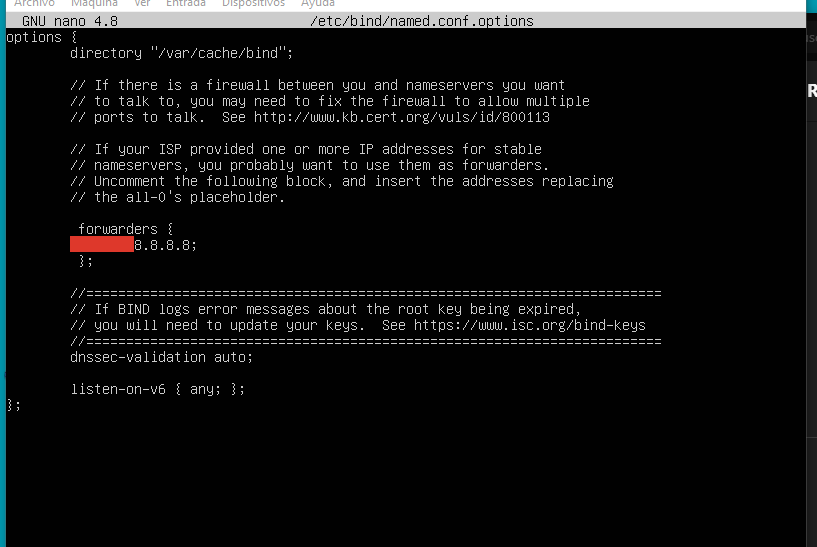 Archivo Máquina Ver Entrada Dispositivos Ayuda
GNU nano 4.8 /etc/bind/named.conf.options
options {
directory "/var/cache/bind";
// If there is a firewall between you and nameservers you want
// to talk to, you may need to fix the firewall to allow multiple
// ports to talk.  See http://www.kb.cert.org/vuls/id/800113
// If your ISP provided one or more IP addresses for stable
// nameservers, you probably want to use them as forwarders.
// Uncomment the following block, and insert the addresses replacing
// the all-0's placeholder.
forwarders {
8.8.8.8;
};
//========================================================================
// If BIND logs error messages about the root key being expired,
// you will need to update your keys.  See https://www.isc.org/bind-keys
//========================================================================
dnssec-validation auto;
listen-on-v6 { any; };
};